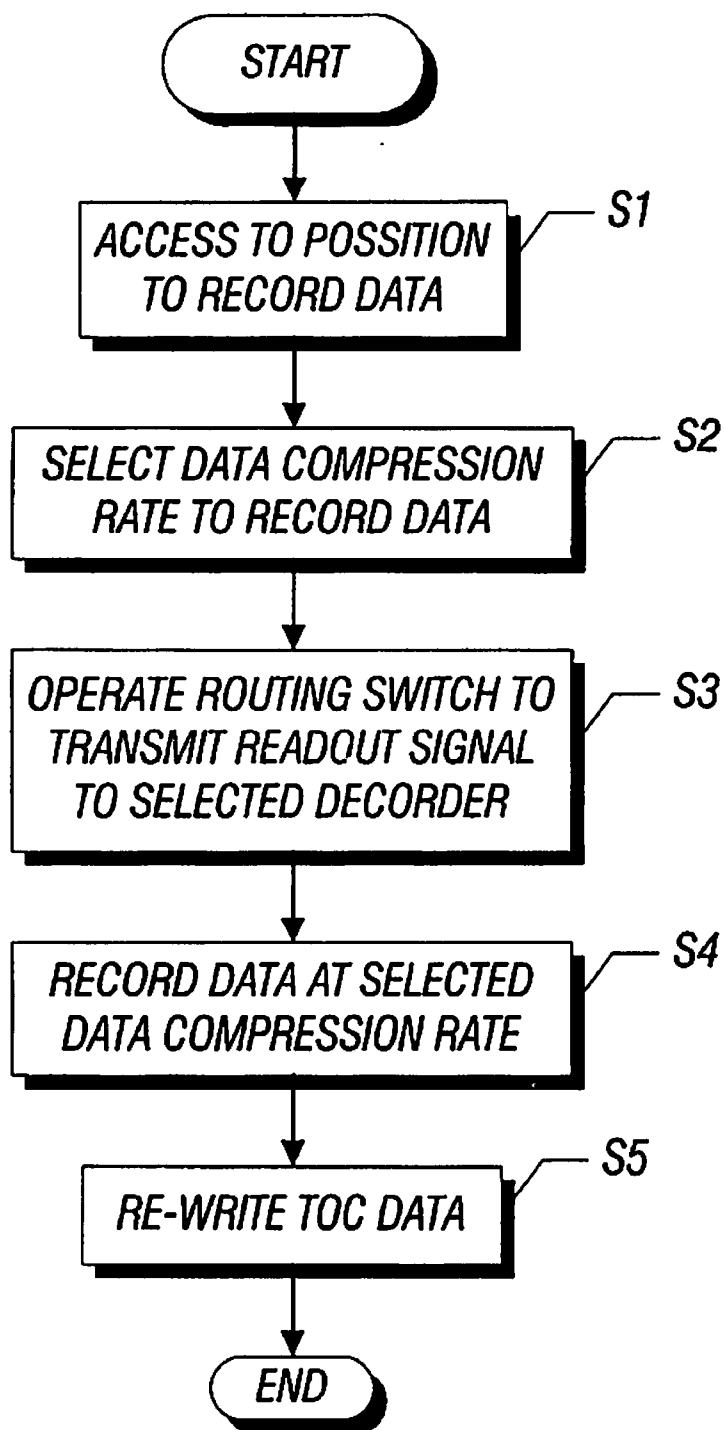 START
ACCESS TO POSSITION
TO RECORD DATA
S1
SELECT DATA COMPRESSION
RATE TO RECORD DATA
S2
OPERATE ROUTING SWITCH TO
TRANSMIT READOUT SIGNAL
TO SELECTED DECORDER
S3
RECORD DATA AT SELECTED
DATA COMPRESSION RATE
S4
RE-WRITE TOC DATA
S5
END